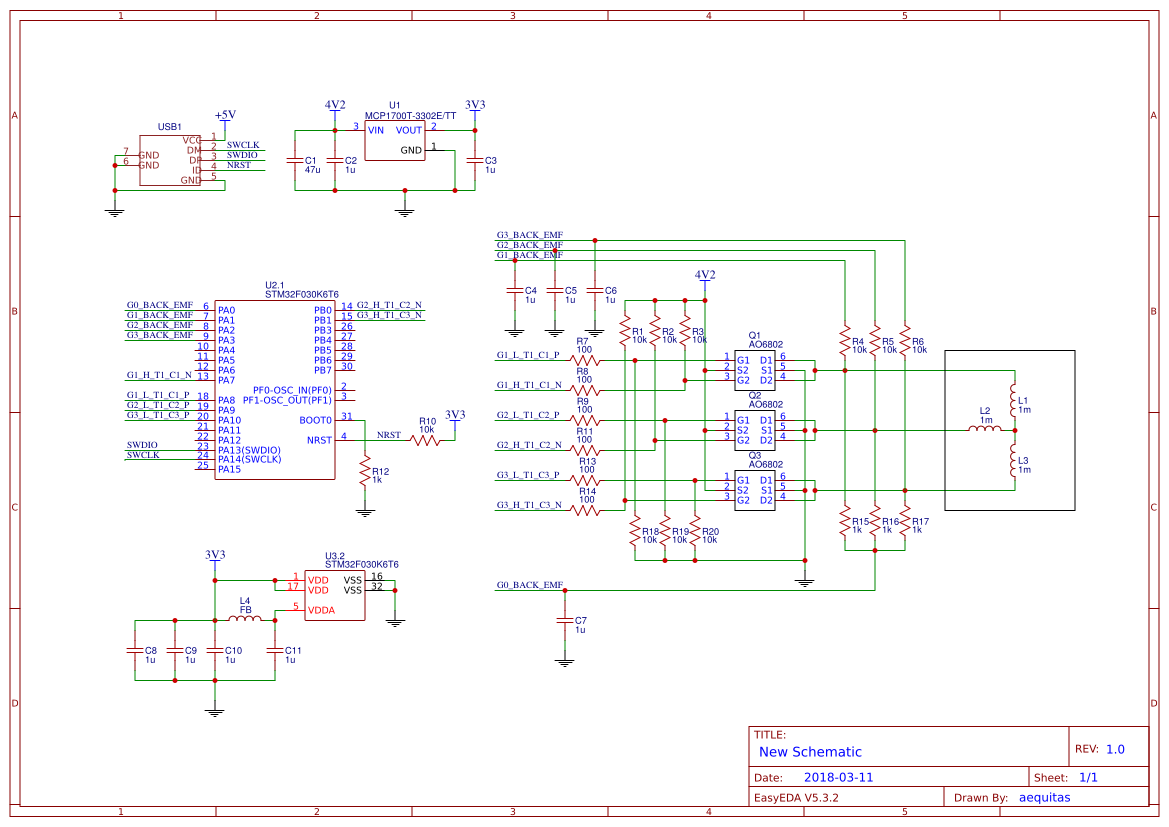 1 2 3 4 5
A A
B B
C C
D D
1 2 3 4 5
USB1
+5V
VCC 1
DM 2 SWCLK
DP 3 SWDIO
ID 4 NRST
GND 5
7 GND
6 GND
4V2
U1
MCP1700T-3302E/TT
3V3
3 VIN VOUT 2
GND 1
C1
47u
C2
1u
C3
1u
U2.1
STM32F030K6T6
G0_BACK_EMF 6 PA0
G1_BACK_EMF 7 PA1
G2_BACK_EMF 8 PA2
G3_BACK_EMF 9 PA3
10 PA4
11 PA5
12 PA6
G1_H_T1_C1_N 13 PA7
G1_L_T1_C1_P 18 PA8
G2_L_T1_C2_P 19 PA9
G3_L_T1_C3_P 20 PA10
21 PA11
22 PA12
SWDIO 23 PA13(SWDIO)
SWCLK 24 PA14(SWCLK)
25 PA15
PB0 14 G2_H_T1_C2_N
PB1 15 G3_H_T1_C3_N
PB3 26
PB4 27
PB5 28
PB6 29
PB7 30
PF0-OSC_IN(PF0) 2
PF1-OSC_OUT(PF1) 3
BOOT0 31
NRST 4 NRST
R10
10k
3V3
R12
1k
3V3
U3.2
STM32F030K6T6
1 VDD VSS 16
17 VDD VSS 32
5 VDDA
L4
FB
C8
1u
C9
1u
C10
1u
C11
1u
G3_BACK_EMF
G2_BACK_EMF
G1_BACK_EMF
C4
1u
C5
1u
C6
1u
4V2
R1
10k
R2
10k
R3
10k
R4
10k
R5
10k
R6
10k
G1_L_T1_C1_P
R7
100
G1_H_T1_C1_N
R8
100
G2_L_T1_C2_P
R9
100
G2_H_T1_C2_N
R11
100
G3_L_T1_C3_P
R13
100
G3_H_T1_C3_N
R14
100
Q1
AO6802
1 G1 D1 6
2 S2 S1 5
3 G2 D2 4
Q2
AO6802
1 G1 D1 6
2 S2 S1 5
3 G2 D2 4
Q3
AO6802
1 G1 D1 6
2 S2 S1 5
3 G2 D2 4
L1
1m
L2
1m
L3
1m
R18
10k
R19
10k
R20
10k
R15
1k
R16
1k
R17
1k
G0_BACK_EMF
C7
1u
TITLE:
New Schematic
REV: 1.0
Date: 2018-03-11
Sheet: 1/1
EasyEDA V5.3.2
Drawn By: aequitas